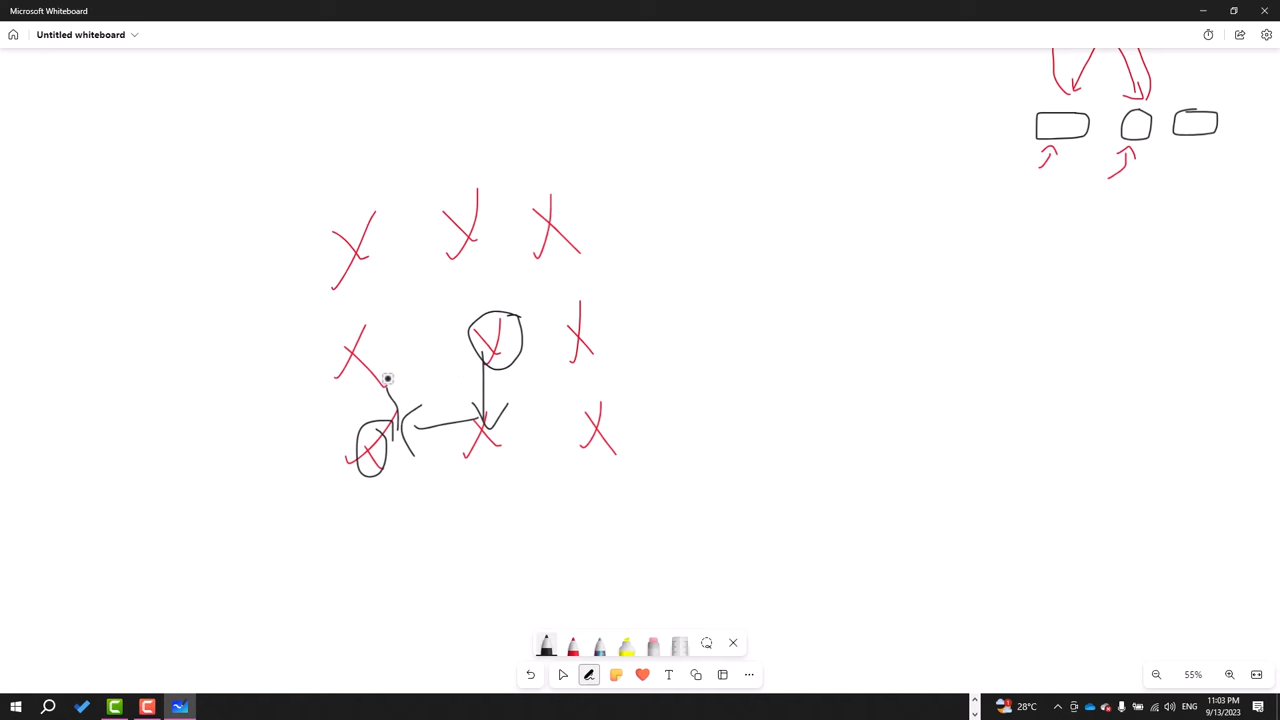 Microsoft Whiteboard
Untitled whiteboard
X X X
X X X
X X X
T
55%
28°C
ENG
11:03 PM
9/13/2023